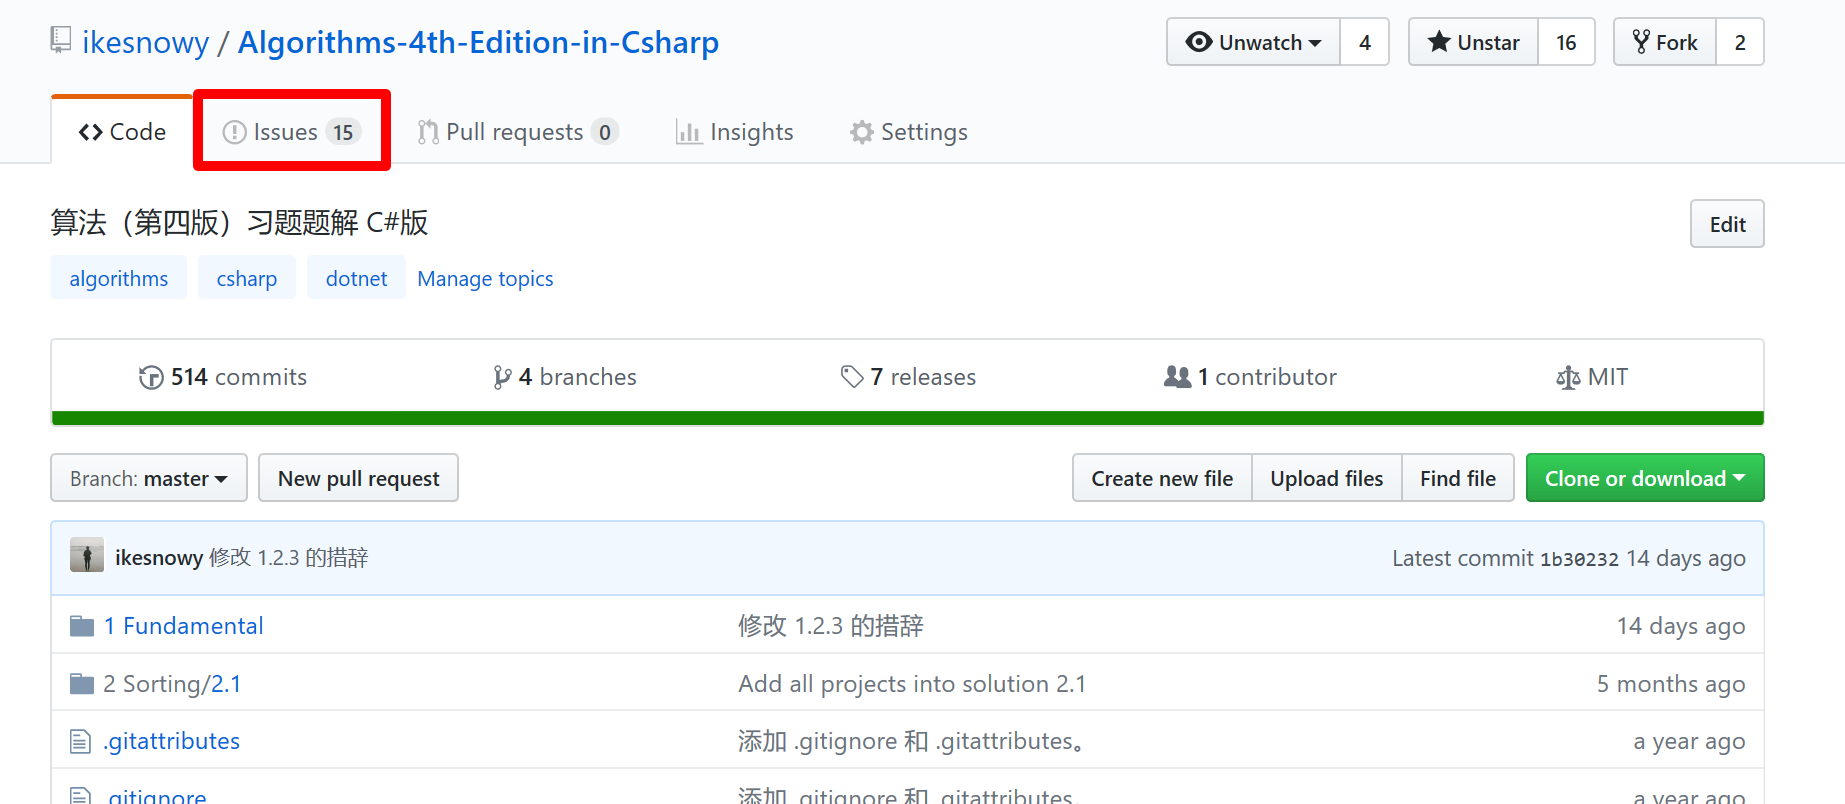 ikesnowy / Algorithms-4th-Edition-in-Csharp Unwatch 4 Unstar 16 Fork 2
Code Issues 15 Pull requests 0 Insights Settings
算法（第四版）习题题解 C#版 Edit
algorithms csharp dotnet Manage topics
514 commits 4 branches 7 releases 1 contributor MIT
Branch: master New pull request Create new file Upload files Find file Clone or download
ikesnowy 修改 1.2.3 的措辞 Latest commit 1b30232 14 days ago
1 Fundamental 修改 1.2.3 的措辞 14 days ago
2 Sorting/2.1 Add all projects into solution 2.1 5 months ago
.gitattributes 添加 .gitignore 和 .gitattributes。 a year ago
.gitignore 添加 .gitignore 和 .gitattributes。 a year ago